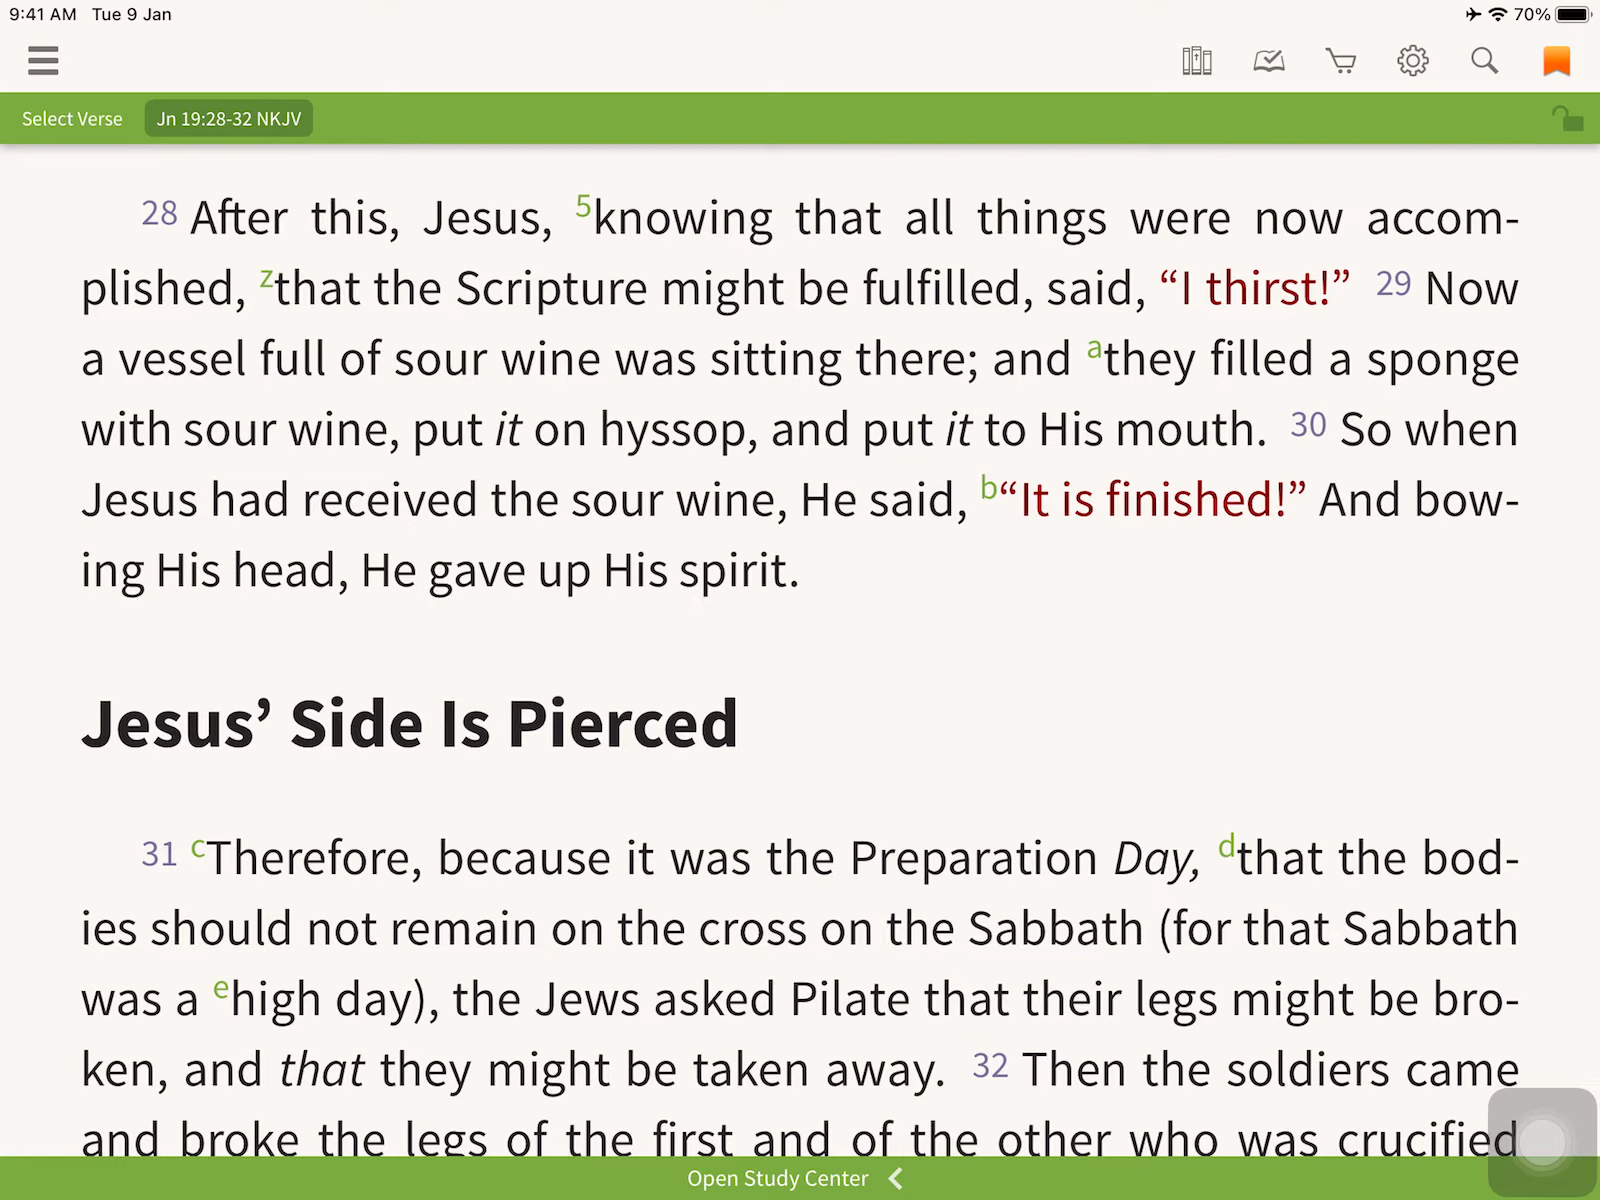 9:41 AM Tue 9 Jan 70%
Select Verse Jn 19:28-32 NKJV
28 After this, Jesus, 5knowing that all things were now accom-
plished, zthat the Scripture might be fulfilled, said, “I thirst!” 29 Now
a vessel full of sour wine was sitting there; and athey filled a sponge
with sour wine, put it on hyssop, and put it to His mouth. 30 So when
Jesus had received the sour wine, He said, b“It is finished!” And bow-
ing His head, He gave up His spirit.
Jesus’ Side Is Pierced
31 cTherefore, because it was the Preparation Day, dthat the bod-
ies should not remain on the cross on the Sabbath (for that Sabbath
was a ehigh day), the Jews asked Pilate that their legs might be bro-
ken, and that they might be taken away. 32 Then the soldiers came
and broke the legs of the first and of the other who was crucified
Open Study Center